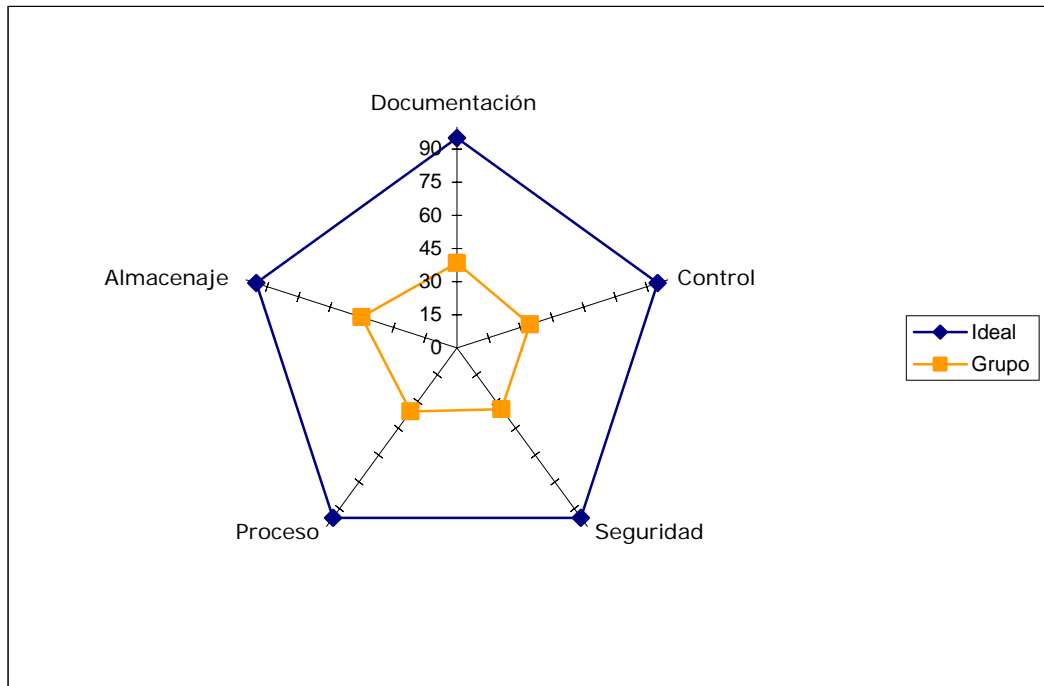 Documentación
90
75
60
45
30
15
0
Almacenaje
Control
Proceso
Seguridad
Ideal
Grupo